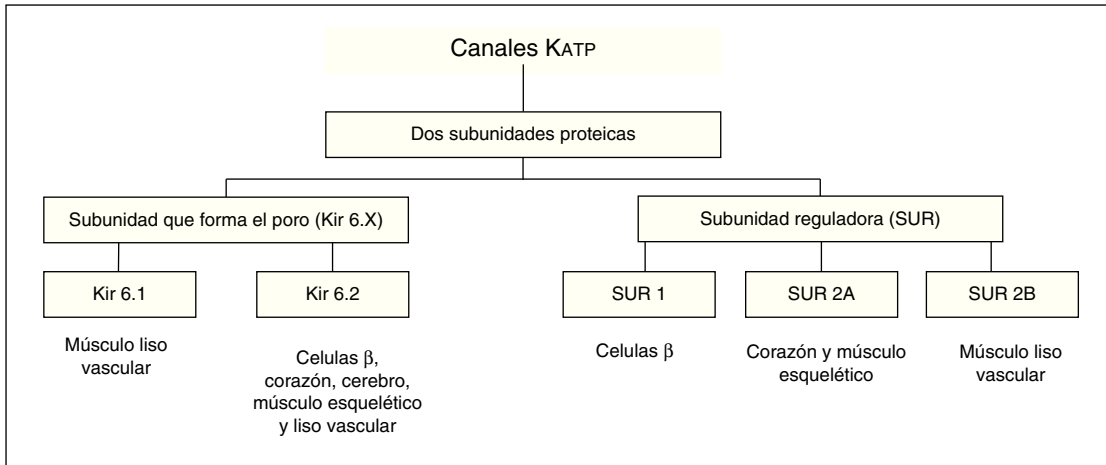 Canales KATP
Dos subunidades proteicas
Subunidad que forma el poro (Kir 6.X)
Subunidad reguladora (SUR)
Kir 6.1
Kir 6.2
SUR 1
SUR 2A
SUR 2B
Músculo liso
vascular
Celulas β,
corazón, cerebro,
músculo esquelético
y liso vascular
Celulas β
Corazón y músculo
esquelético
Músculo liso
vascular